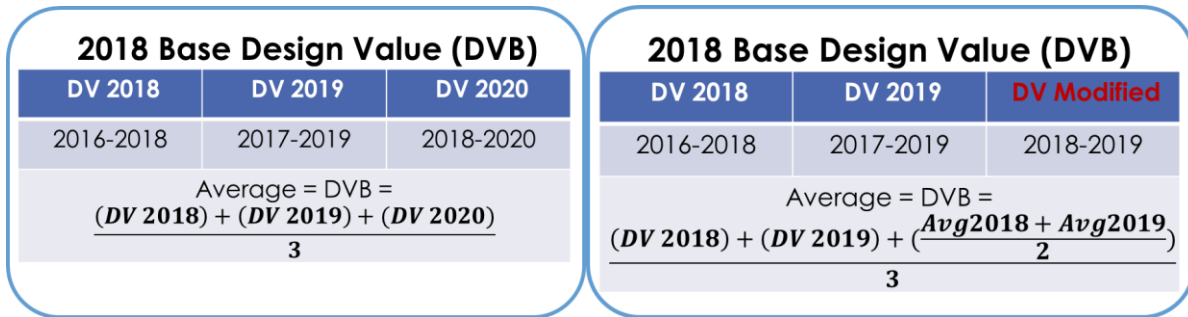 2018 Base Design Value (DVB)
DV 2018 DV 2019 DV 2020
2016-2018 2017-2019 2018-2020
Average = DVB =
(DV 2018) + (DV 2019) + (DV 2020)
3
2018 Base Design Value (DVB)
DV 2018 DV 2019 DV Modified
2016-2018 2017-2019 2018-2019
Average = DVB =
(DV 2018) + (DV 2019) + (Avg2018 + Avg2019
2)
3